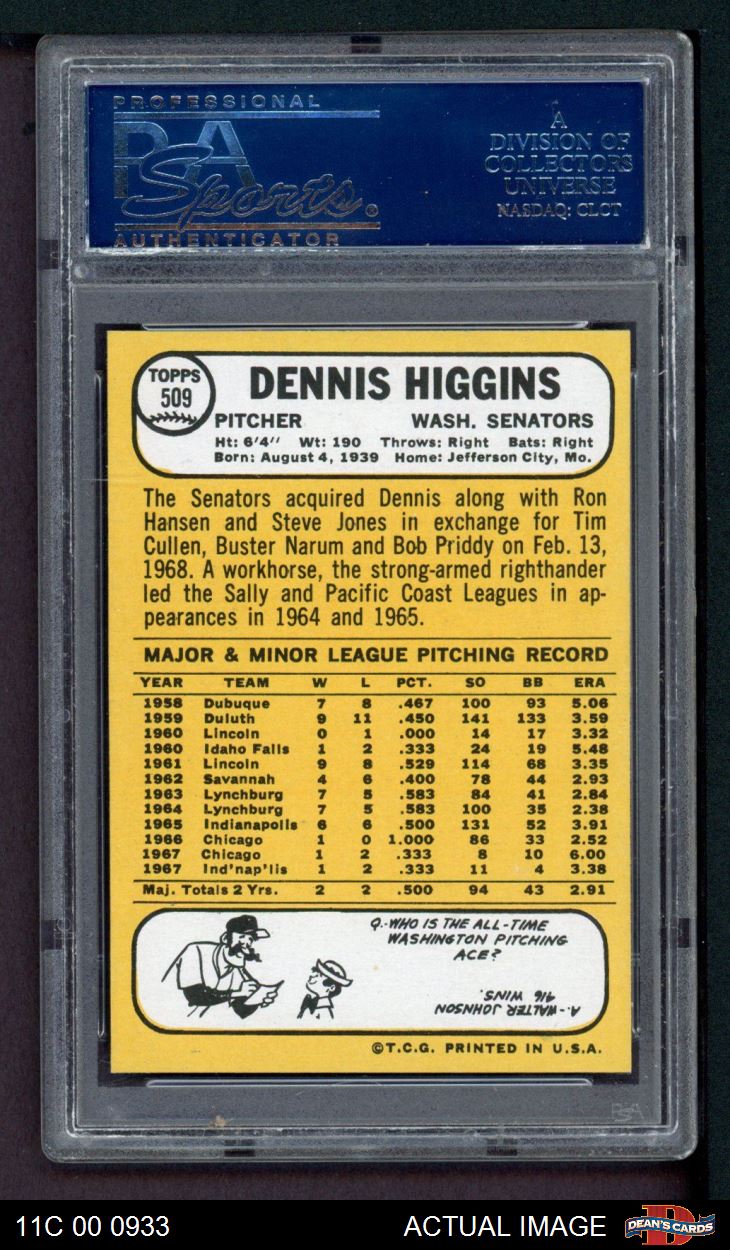 PROFESSIONAL
PSA
Sports®
AUTHENTICATOR
A
DIVISION OF
COLLECTORS
UNIVERSE
NASDAQ: CLCT
TOPPS
509
DENNIS HIGGINS
PITCHER WASH. SENATORS
Ht: 6'4" Wt: 190 Throws: Right Bats: Right
Born: August 4, 1939 Home: Jefferson City, Mo.
The Senators acquired Dennis along with Ron
Hansen and Steve Jones in exchange for Tim
Cullen, Buster Narum and Bob Priddy on Feb. 13,
1968. A workhorse, the strong-armed righthander
led the Sally and Pacific Coast Leagues in ap-
pearances in 1964 and 1965.
MAJOR & MINOR LEAGUE PITCHING RECORD
YEAR TEAM W L PCT. SO BB ERA
1958 Dubuque 7 8 .467 100 93 5.06
1959 Duluth 9 11 .450 141 133 3.59
1960 Lincoln 0 1 .000 14 17 3.32
1960 Idaho Falls 1 2 .333 24 19 5.48
1961 Lincoln 9 8 .529 114 68 3.35
1962 Savannah 4 6 .400 78 44 2.93
1963 Lynchburg 7 5 .583 84 41 2.84
1964 Lynchburg 7 5 .583 100 35 2.38
1965 Indianapolis 6 6 .500 131 52 3.91
1966 Chicago 1 0 1.000 86 33 2.52
1967 Chicago 1 2 .333 8 10 6.00
1967 Ind'nap'lis 1 2 .333 11 4 3.38
Maj. Totals 2 Yrs. 2 2 .500 94 43 2.91
Q.-WHO IS THE ALL-TIME
WASHINGTON PITCHING
ACE?
A.-WALTER JOHNSON
416 WINS.
©T.C.G. PRINTED IN U.S.A.
PSA
11C 00 0933 ACTUAL IMAGE DEAN'S CARDS